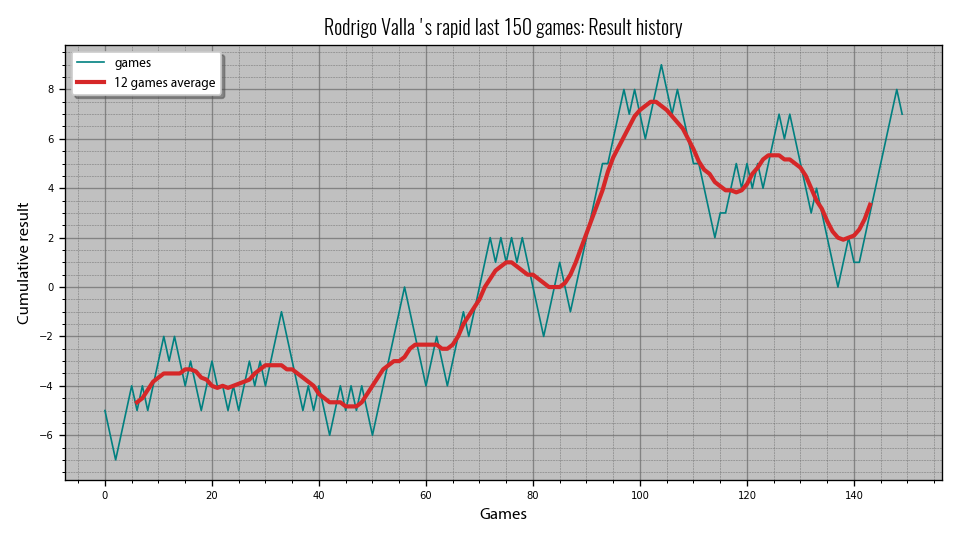 Rodrigo Valla 's rapid last 150 games: Result history
games
12 games average
Cumulative result
8
6
4
2
0
−2
−4
−6
0 20 40 60 80 100 120 140
Games